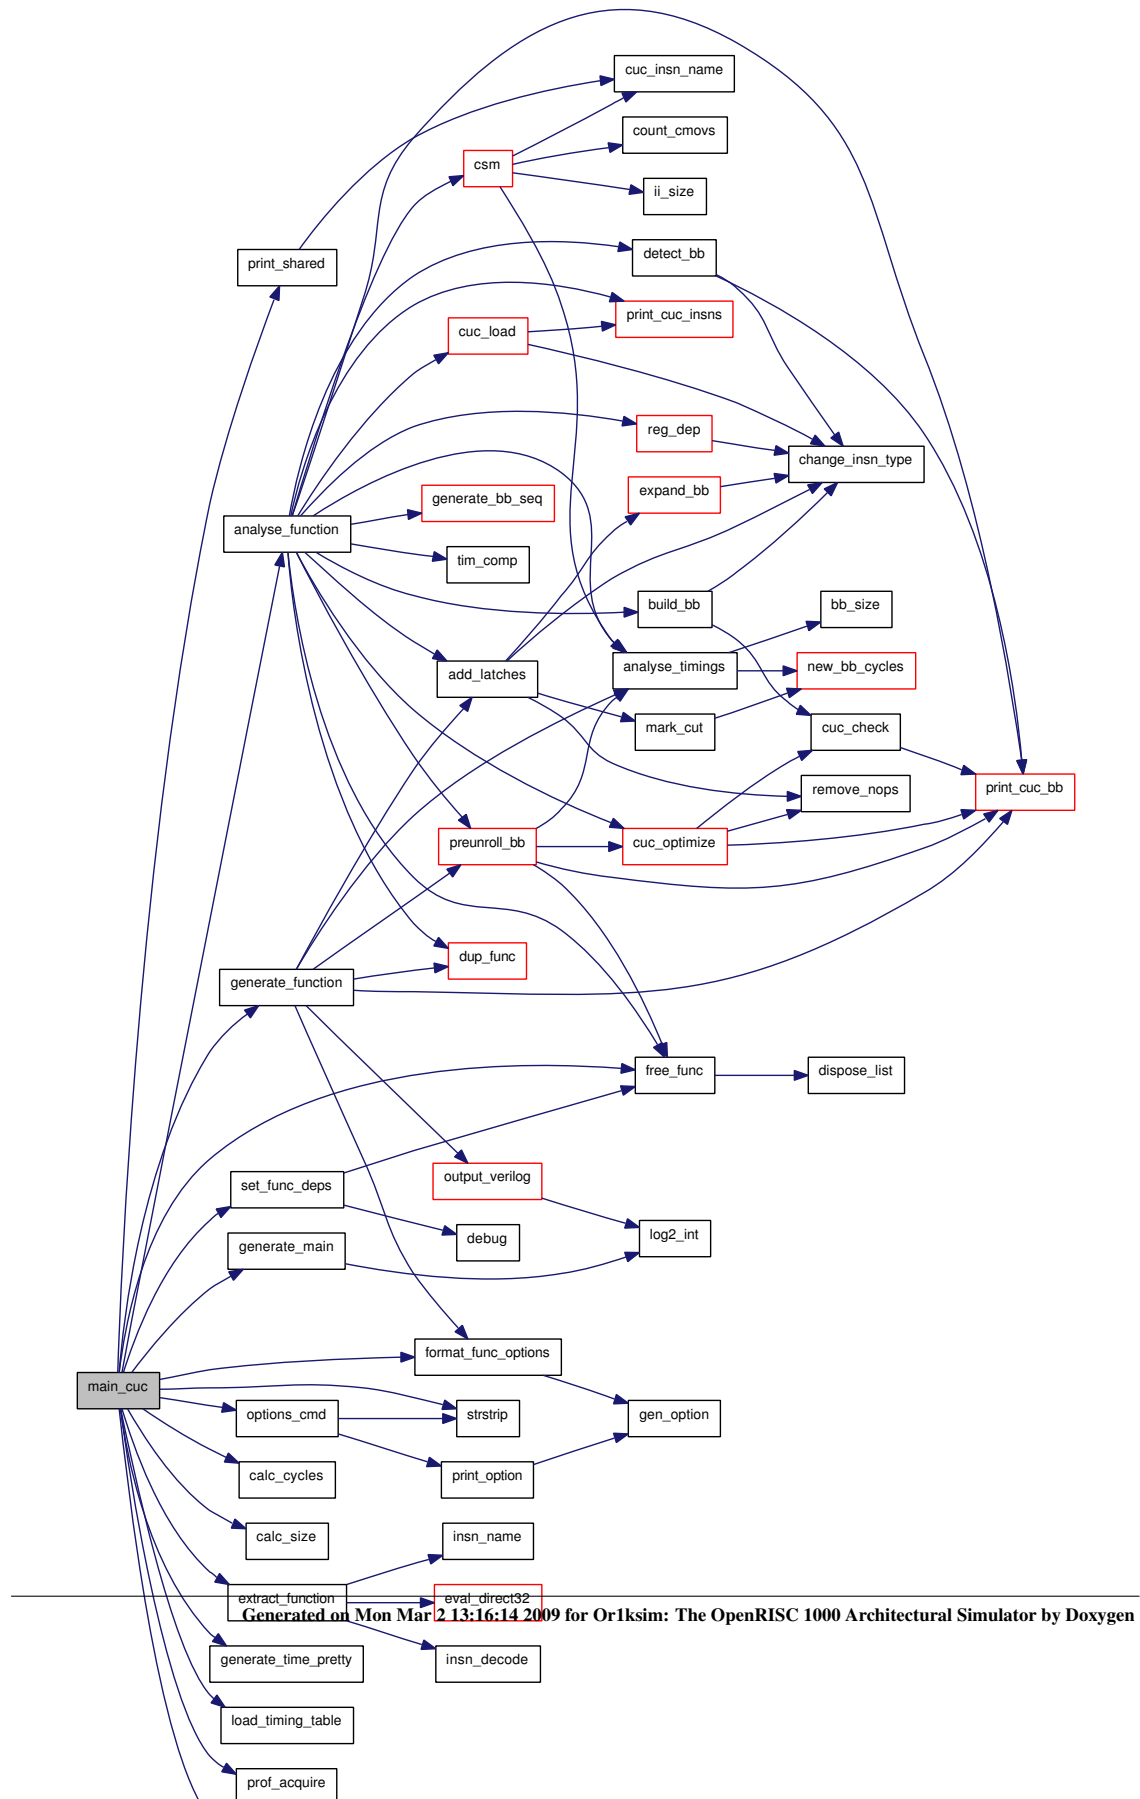 cuc_insn_name
count_cmovs
csm
ii_size
detect_bb
print_shared
print_cuc_insns
cuc_load
reg_dep
change_insn_type
expand_bb
generate_bb_seq
analyse_function
tim_comp
build_bb
bb_size
analyse_timings
new_bb_cycles
add_latches
mark_cut
cuc_check
remove_nops
print_cuc_bb
preunroll_bb
cuc_optimize
dup_func
generate_function
free_func
dispose_list
output_verilog
set_func_deps
log2_int
debug
generate_main
format_func_options
main_cuc
options_cmd
strstrip
gen_option
calc_cycles
print_option
calc_size
insn_name
extract_function
eval_direct32
Generated on Mon Mar 2 13:16:14 2009 for Or1ksim: The OpenRISC 1000 Architectural Simulator by Doxygen
generate_time_pretty
insn_decode
load_timing_table
prof_acquire